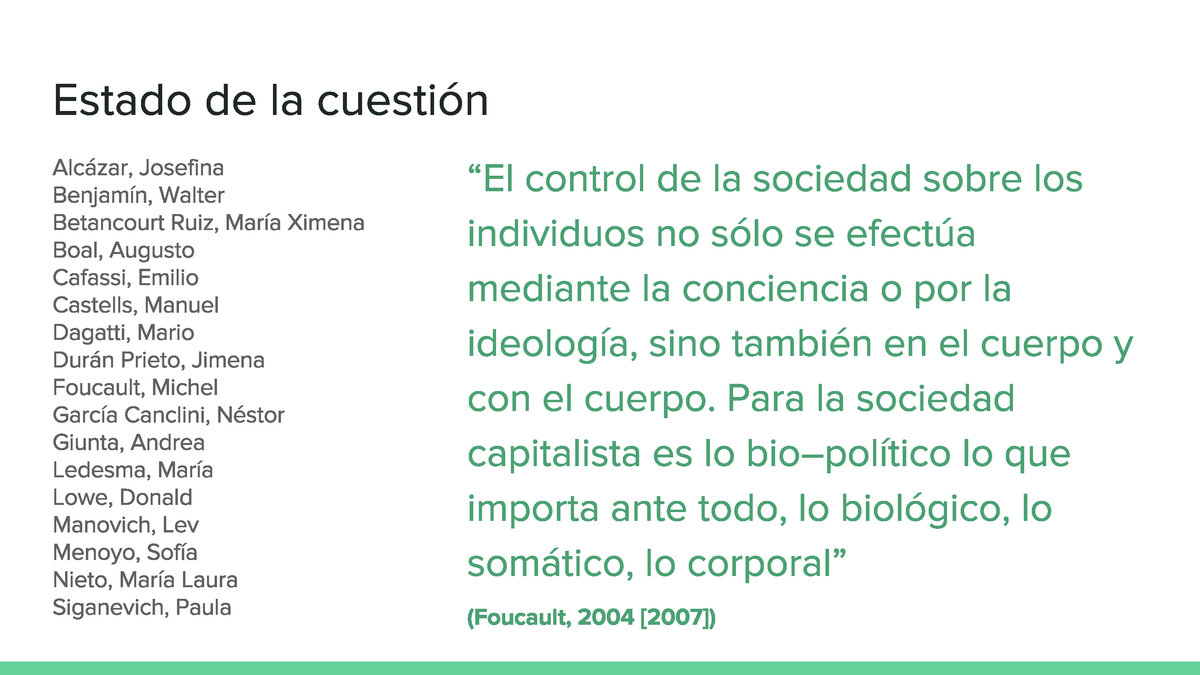 Estado de la cuestión
Alcázar, Josefina
Benjamín, Walter
Betancourt Ruiz, María Ximena
Boal, Augusto
Cafassi, Emilio
Castells, Manuel
Dagatti, Mario
Durán Prieto, Jimena
Foucault, Michel
García Canclini, Néstor
Giunta, Andrea
Ledesma, María
Lowe, Donald
Manovich, Lev
Menoyo, Sofía
Nieto, María Laura
Siganevich, Paula
“El control de la sociedad sobre los
individuos no sólo se efectúa
mediante la conciencia o por la
ideología, sino también en el cuerpo y
con el cuerpo. Para la sociedad
capitalista es lo bio–político lo que
importa ante todo, lo biológico, lo
somático, lo corporal”
(Foucault, 2004 [2007])